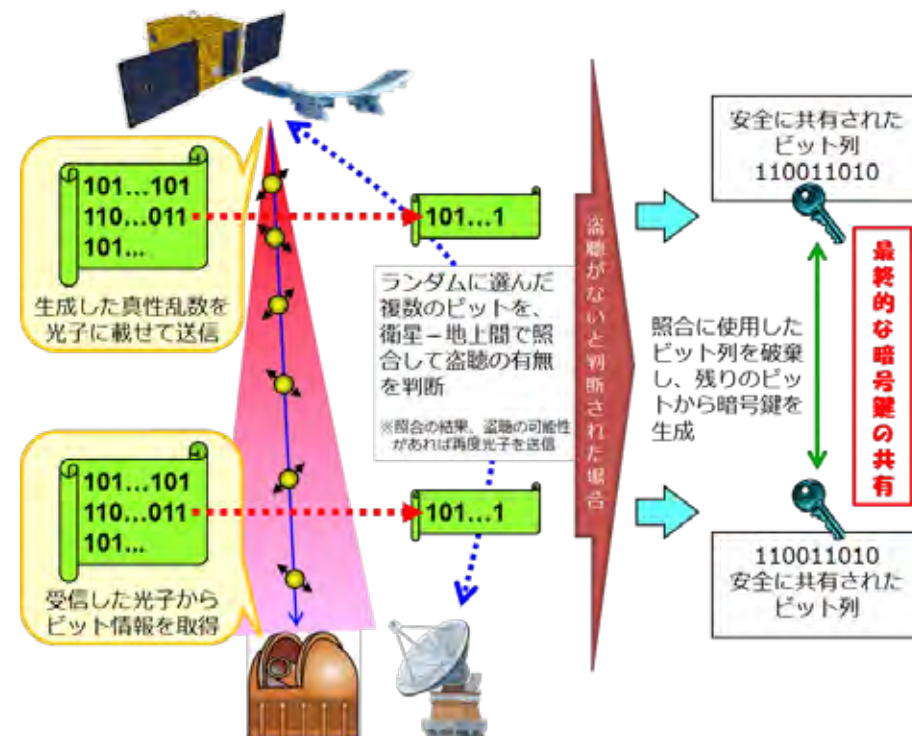 101...101
110...011
101...
生成した真性乱数を
光子に載せて送信
101...1
ランダムに選んだ
複数のビットを、
衛星－地上間で照
合して盗聴の有無
を判断
※照合の結果、盗聴の可能性
があれば再度光子を送信
101...101
110...011
101...
受信した光子から
ビット情報を取得
101...1
盗聴がないと判断された場合
安全に共有された
ビット列
110011010
照合に使用した
ビット列を破棄
し、残りのビッ
トから暗号鍵を
生成
最終的な暗号鍵の共有
110011010
安全に共有された
ビット列